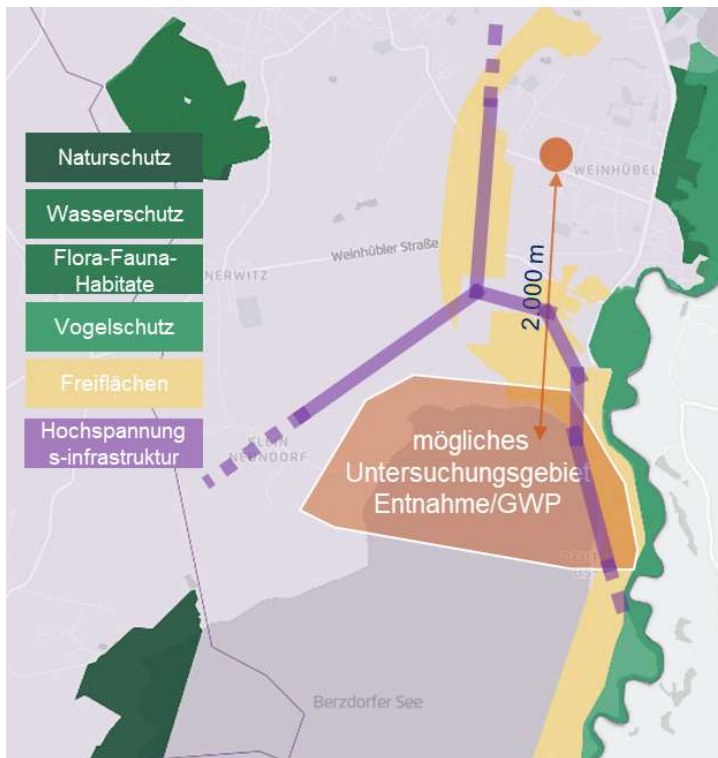 Naturschutz
Wasserschutz
Flora-Fauna-
Habitate
Vogelschutz
Freiflächen
Hochspannung
s-infrastruktur
WEINHÜBEL
Weinhübler Straße
NERWITZ
2.000 m
KLEIN
NEUNDORF
mögliches
Untersuchungsgebiet
Entnahme/GWP
Berzdorfer See